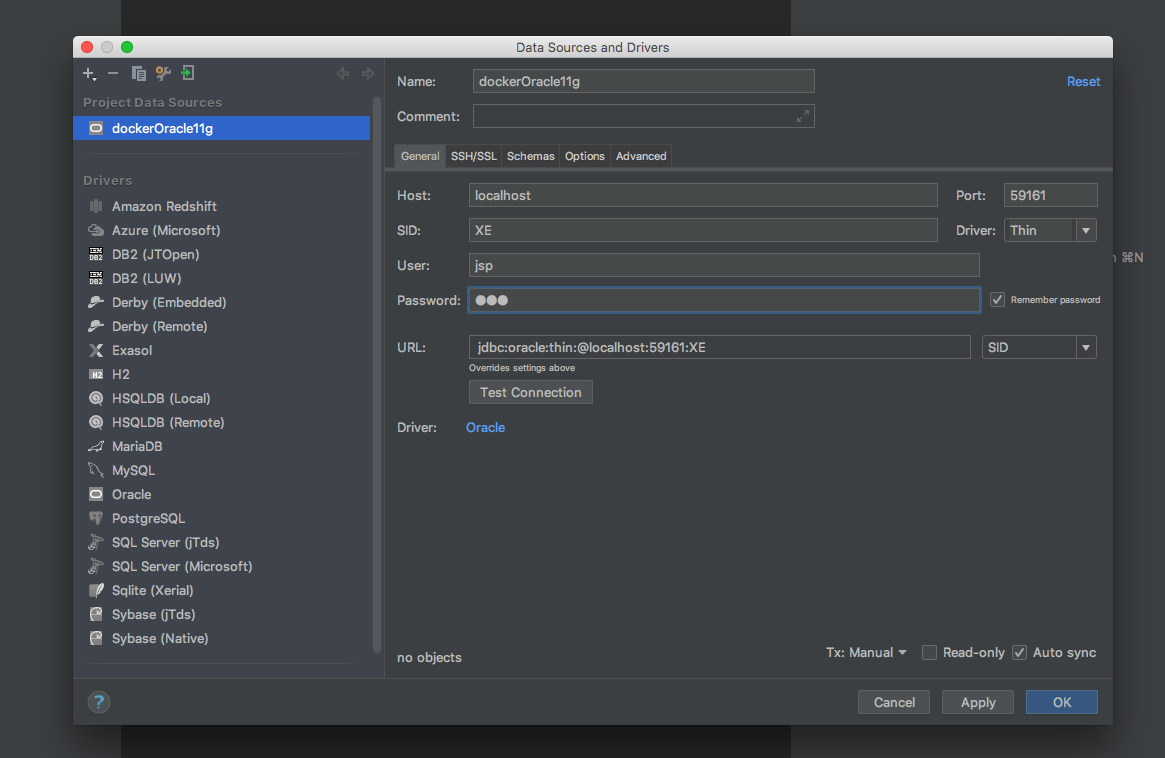 Data Sources and Drivers
Project Data Sources
dockerOracle11g
Drivers
Amazon Redshift
Azure (Microsoft)
DB2 (JTOpen)
DB2 (LUW)
Derby (Embedded)
Derby (Remote)
Exasol
H2
HSQLDB (Local)
HSQLDB (Remote)
MariaDB
MySQL
Oracle
PostgreSQL
SQL Server (jTds)
SQL Server (Microsoft)
Sqlite (Xerial)
Sybase (jTds)
Sybase (Native)
Name: dockerOracle11g Reset
Comment:
General SSH/SSL Schemas Options Advanced
Host: localhost Port: 59161
SID: XE Driver: Thin
User: jsp
Password: ●●● Remember password
URL: jdbc:oracle:thin:@localhost:59161:XE SID
Overrides settings above
Test Connection
Driver: Oracle
no objects Tx: Manual Read-only Auto sync
? Cancel Apply OK
⌘N